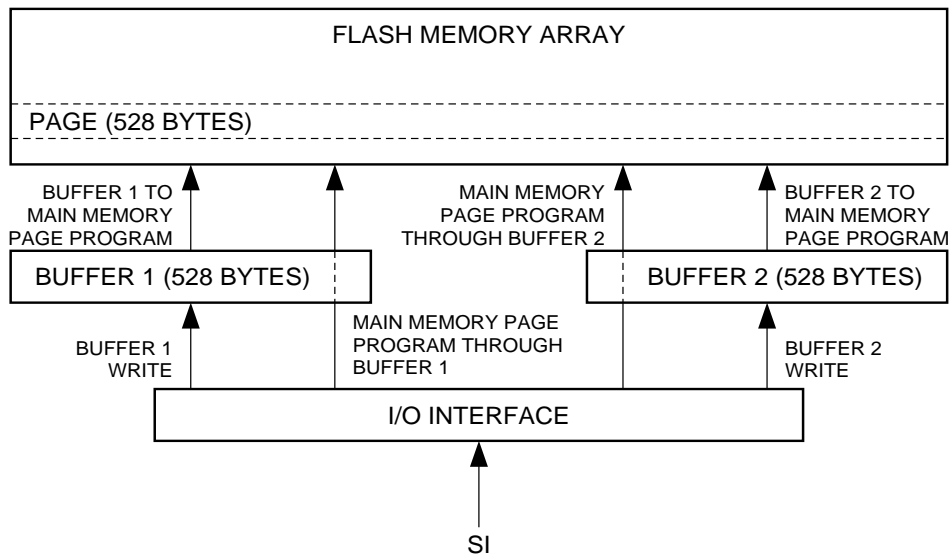 FLASH MEMORY ARRAY
PAGE (528 BYTES)
BUFFER 1 TO
MAIN MEMORY
PAGE PROGRAM
MAIN MEMORY
PAGE PROGRAM
THROUGH BUFFER 2
BUFFER 2 TO
MAIN MEMORY
PAGE PROGRAM
BUFFER 1 (528 BYTES)
BUFFER 2 (528 BYTES)
BUFFER 1
WRITE
MAIN MEMORY PAGE
PROGRAM THROUGH
BUFFER 1
BUFFER 2
WRITE
I/O INTERFACE
SI